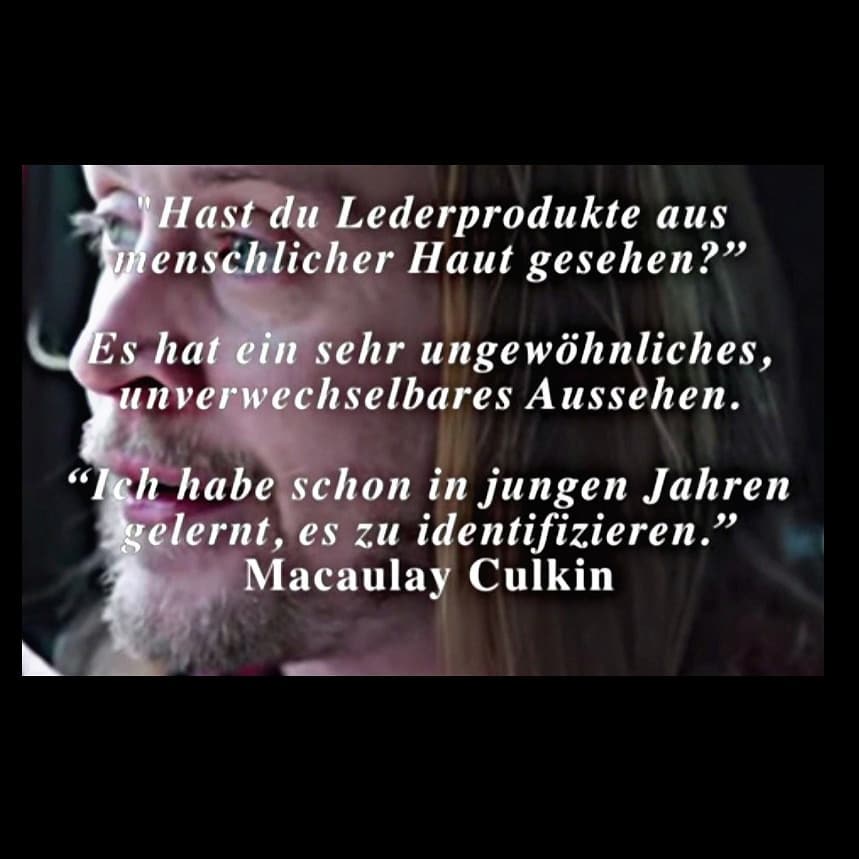 "Hast du Lederprodukte aus
menschlicher Haut gesehen?”
Es hat ein sehr ungewöhnliches,
unverwechselbares Aussehen.
“Ich habe schon in jungen Jahren
gelernt, es zu identifizieren.”
Macaulay Culkin